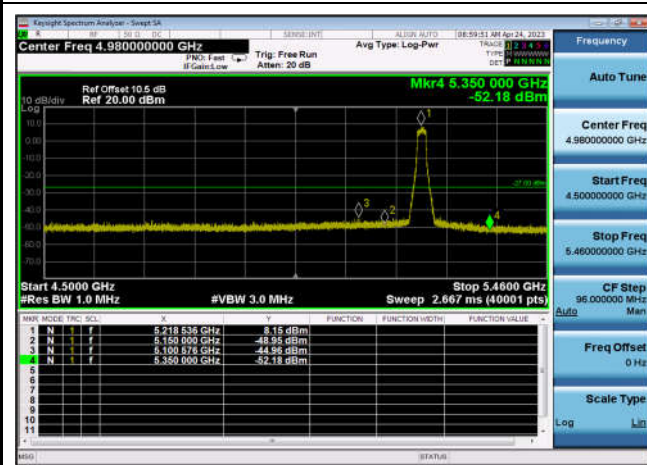 Keysight Spectrum Analyzer - Swept SA
RF 50 Ω DC SENSE:INT ALIGN AUTO 08:59:51 AM Apr 24, 2023
Center Freq 4.980000000 GHz
PNO: Fast
IFGain:Low
Trig: Free Run
Atten: 20 dB
Avg Type: Log-Pwr
TRACE 1 2 3 4 5 6
TYPE
DET P N N N N N
Ref Offset 10.5 dB
Ref 20.00 dBm
10 dB/div
Log
Mkr4 5.350 000 GHz
-52.18 dBm
10.0
0.00
-10.0
-20.0
-30.0
-40.0
-50.0
-60.0
-70.0
1
2
3
4
-27.00 dBm
Start 4.5000 GHz
Stop 5.4600 GHz
#Res BW 1.0 MHz
#VBW 3.0 MHz
Sweep 2.667 ms (40001 pts)
MKR MODE TRC SCL X Y FUNCTION FUNCTION WIDTH FUNCTION VALUE
1 N 1 f 5.218 536 GHz 8.15 dBm
2 N 1 f 5.150 000 GHz -48.95 dBm
3 N 1 f 5.100 576 GHz -44.96 dBm
4 N 1 f 5.350 000 GHz -52.18 dBm
5
6
7
8
9
10
11
MSG STATUS
Frequency
Auto Tune
Center Freq
4.980000000 GHz
Start Freq
4.500000000 GHz
Stop Freq
5.460000000 GHz
CF Step
96.000000 MHz
Auto Man
Freq Offset
0 Hz
Scale Type
Log Lin